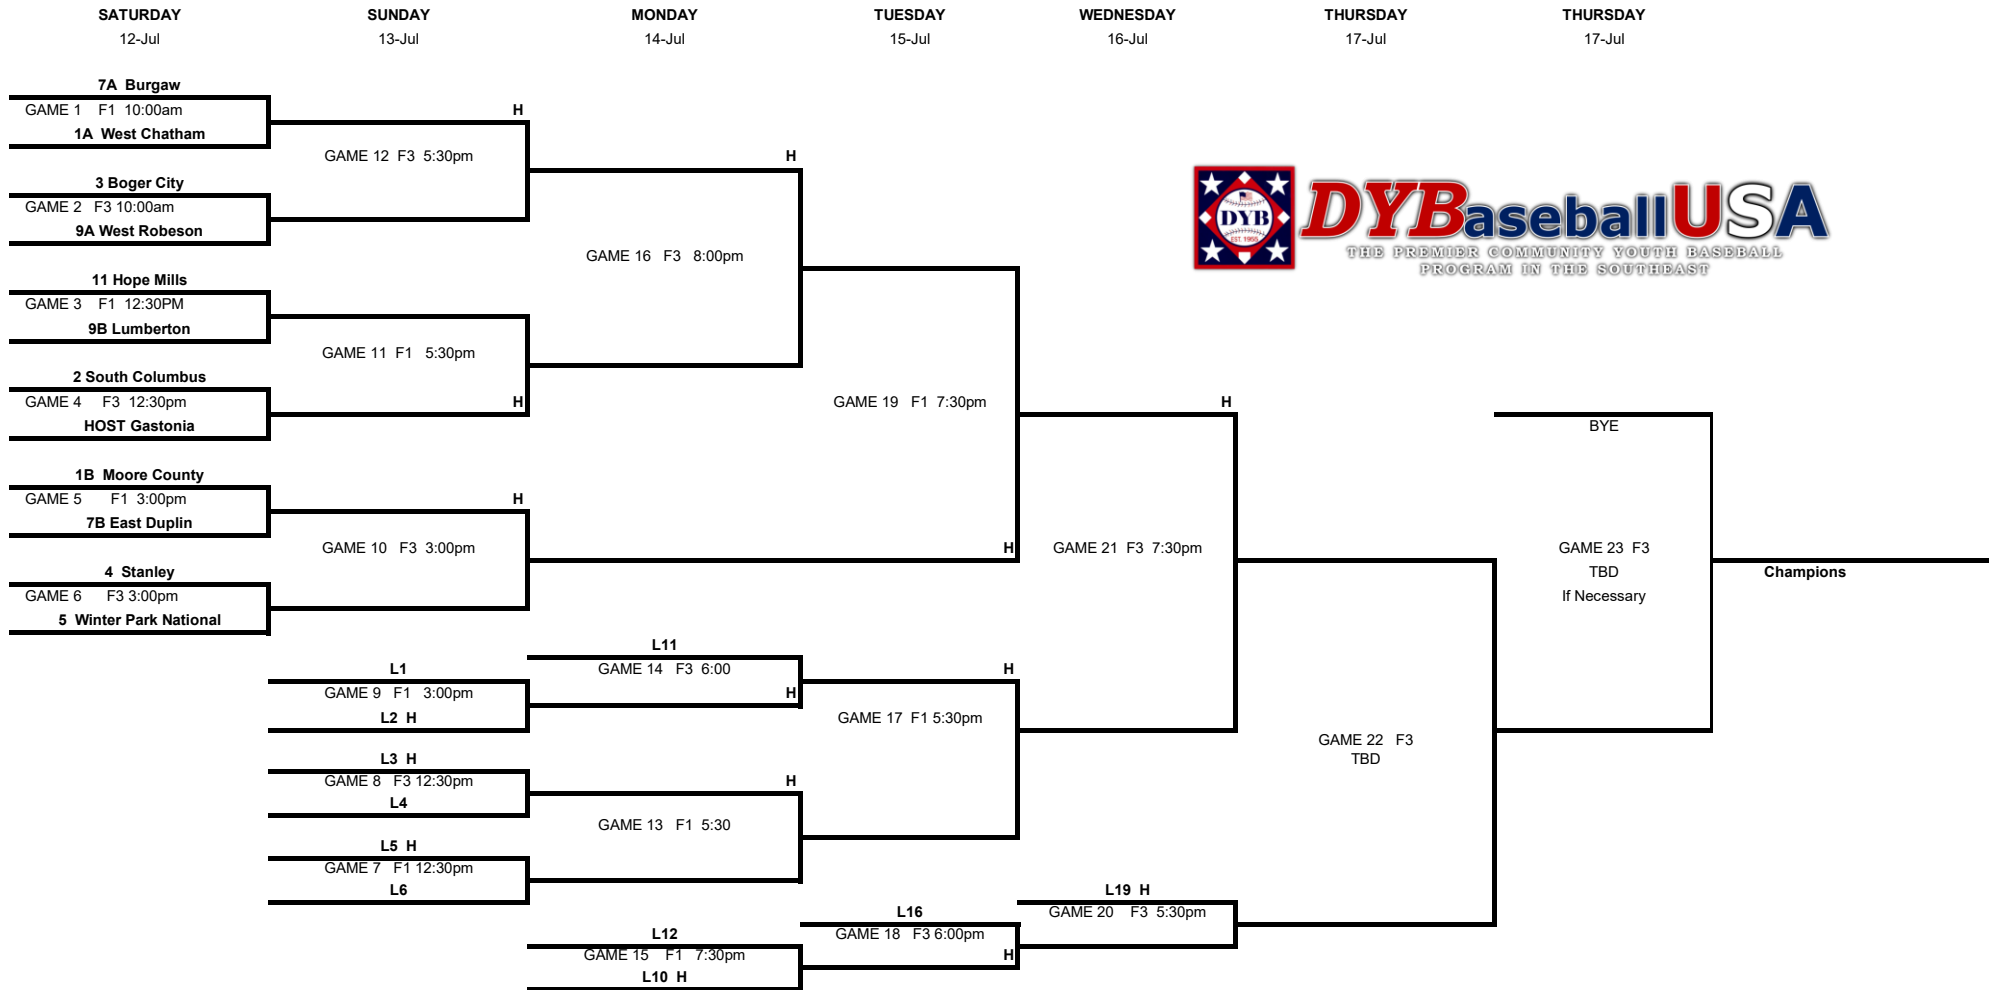 SATURDAY SUNDAY MONDAY TUESDAY WEDNESDAY THURSDAY THURSDAY
12-Jul 13-Jul 14-Jul 15-Jul 16-Jul 17-Jul 17-Jul
7A Burgaw
GAME 1 F1 10:00am
1A West Chatham
3 Boger City
GAME 2 F3 10:00am
9A West Robeson
11 Hope Mills
GAME 3 F1 12:30PM
9B Lumberton
2 South Columbus
GAME 4 F3 12:30pm
HOST Gastonia
1B Moore County
GAME 5 F1 3:00pm
7B East Duplin
4 Stanley
GAME 6 F3 3:00pm
5 Winter Park National
H
GAME 12 F3 5:30pm
GAME 11 F1 5:30pm
H
H
GAME 10 F3 3:00pm
L1
GAME 9 F1 3:00pm
L2 H
L3 H
GAME 8 F3 12:30pm
L4
L5 H
GAME 7 F1 12:30pm
L6
H
GAME 16 F3 8:00pm
L11
GAME 14 F3 6:00
H
H
GAME 13 F1 5:30
L12
GAME 15 F1 7:30pm
L10 H
GAME 19 F1 7:30pm
H
H
GAME 17 F1 5:30pm
L16
GAME 18 F3 6:00pm
H
H
GAME 21 F3 7:30pm
L19 H
GAME 20 F3 5:30pm
GAME 22 F3
TBD
BYE
GAME 23 F3
TBD
If Necessary
Champions
DYB
EST. 1955
DYBaseballUSA
THE PREMIER COMMUNITY YOUTH BASEBALL
PROGRAM IN THE SOUTHEAST